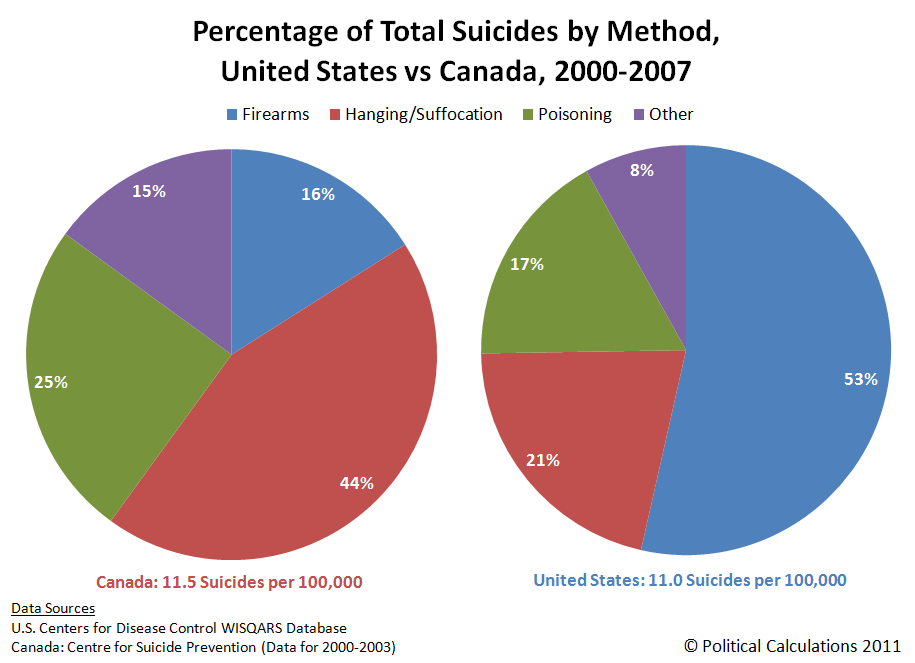 Percentage of Total Suicides by Method,
United States vs Canada, 2000-2007
Firearms Hanging/Suffocation Poisoning Other
15%
16%
25%
44%
8%
17%
53%
21%
Canada: 11.5 Suicides per 100,000
United States: 11.0 Suicides per 100,000
Data Sources
U.S. Centers for Disease Control WISQARS Database
Canada: Centre for Suicide Prevention (Data for 2000-2003)
© Political Calculations 2011